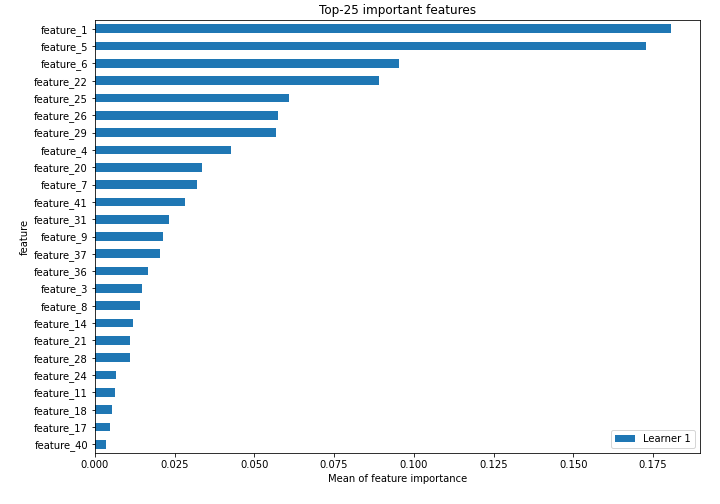 Top-25 important features
feature_1
feature_5
feature_6
feature_22
feature_25
feature_26
feature_29
feature_4
feature_20
feature_7
feature_41
feature_31
feature_9
feature_37
feature_36
feature_3
feature_8
feature_14
feature_21
feature_28
feature_24
feature_11
feature_18
feature_17
feature_40
feature
Learner 1
0.000 0.025 0.050 0.075 0.100 0.125 0.150 0.175
Mean of feature importance